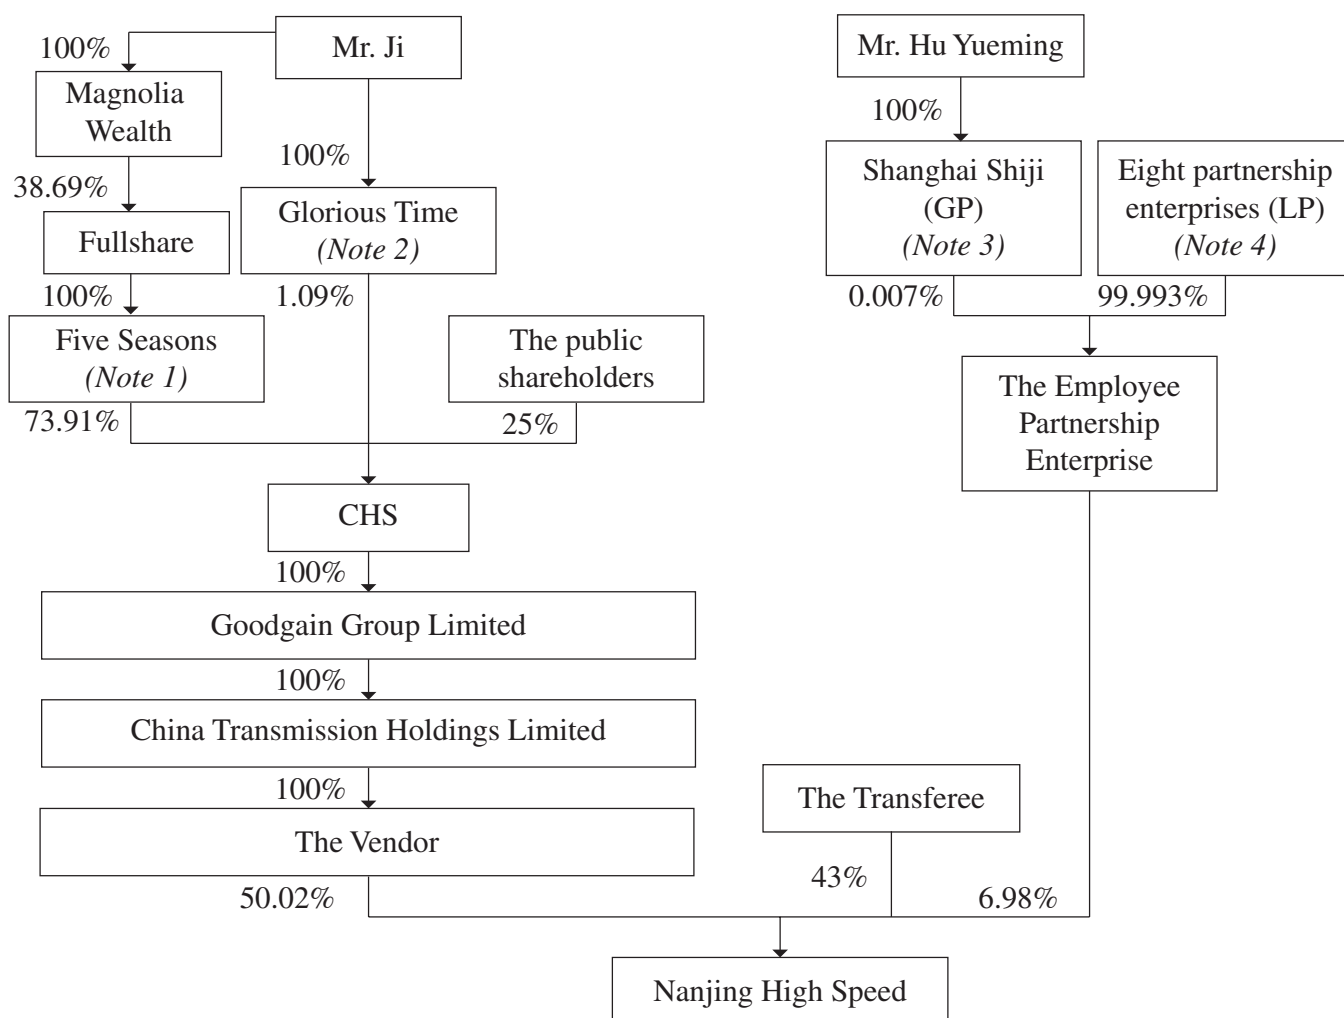 Mr. Ji
Mr. Hu Yueming
100%
Magnolia
Wealth
100%
100%
Shanghai Shiji
(GP)
(Note 3)
Eight partnership
enterprises (LP)
(Note 4)
38.69%
Glorious Time
(Note 2)
Fullshare
100%
1.09%
0.007%
99.993%
Five Seasons
(Note 1)
The public
shareholders
The Employee
Partnership
Enterprise
73.91%
25%
CHS
100%
Goodgain Group Limited
100%
China Transmission Holdings Limited
100%
The Transferee
The Vendor
50.02%
43%
6.98%
Nanjing High Speed